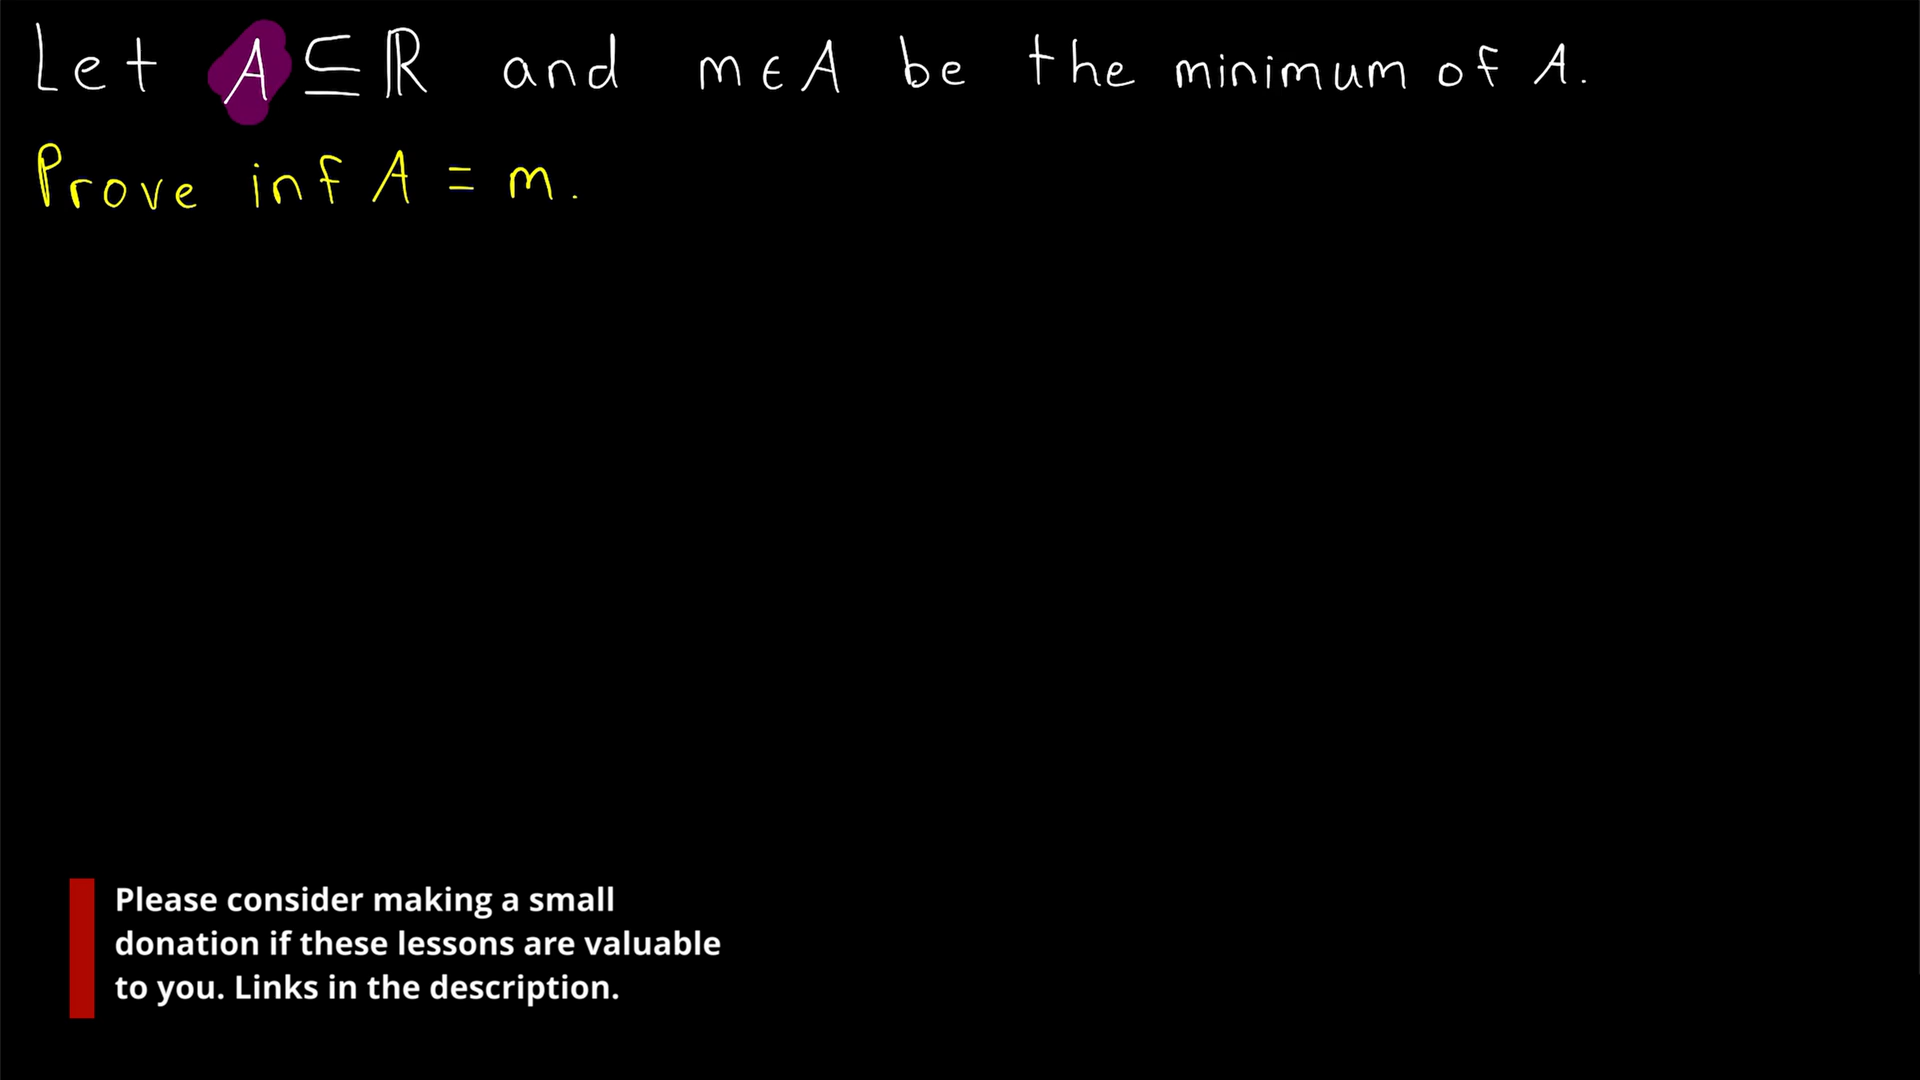 Let A ⊆ ℝ and m ∈ A be the minimum of A.
Prove inf A = m.
Please consider making a small
donation if these lessons are valuable
to you. Links in the description.